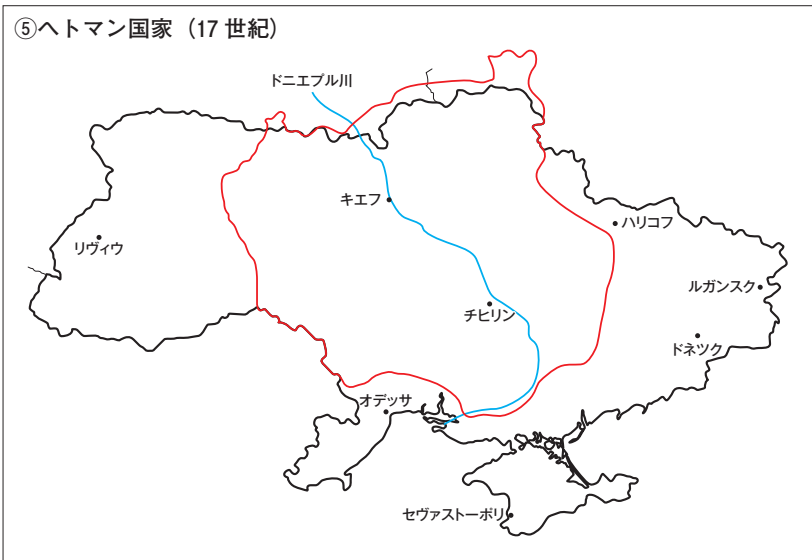 ⑤ヘトマン国家（17 世紀）
ドニエプル川
キエフ
ハリコフ
リヴィウ
ルガンスク
チヒリン
ドネツク
オデッサ
セヴァストーポリ